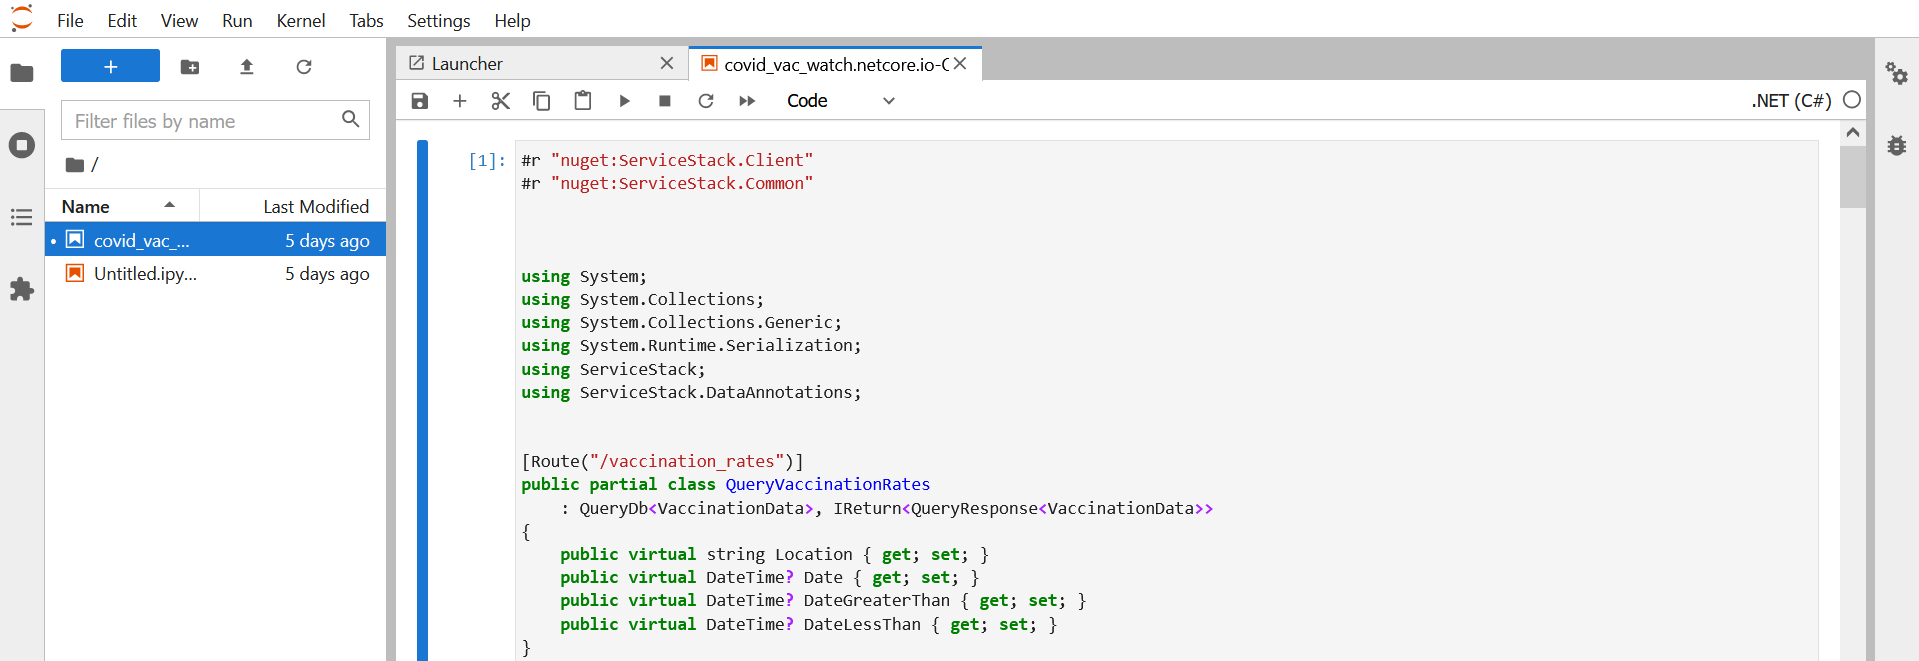 File Edit View Run Kernel Tabs Settings Help
Launcher
covid_vac_watch.netcore.io-C
Filter files by name
/
Name Last Modified
covid_vac_... 5 days ago
Untitled.ipy... 5 days ago
Code
.NET (C#)
[1]:
#r "nuget:ServiceStack.Client"
#r "nuget:ServiceStack.Common"
using System;
using System.Collections;
using System.Collections.Generic;
using System.Runtime.Serialization;
using ServiceStack;
using ServiceStack.DataAnnotations;
[Route("/vaccination_rates")]
public partial class QueryVaccinationRates
    : QueryDb<VaccinationData>, IReturn<QueryResponse<VaccinationData>>
{
    public virtual string Location { get; set; }
    public virtual DateTime? Date { get; set; }
    public virtual DateTime? DateGreaterThan { get; set; }
    public virtual DateTime? DateLessThan { get; set; }
}